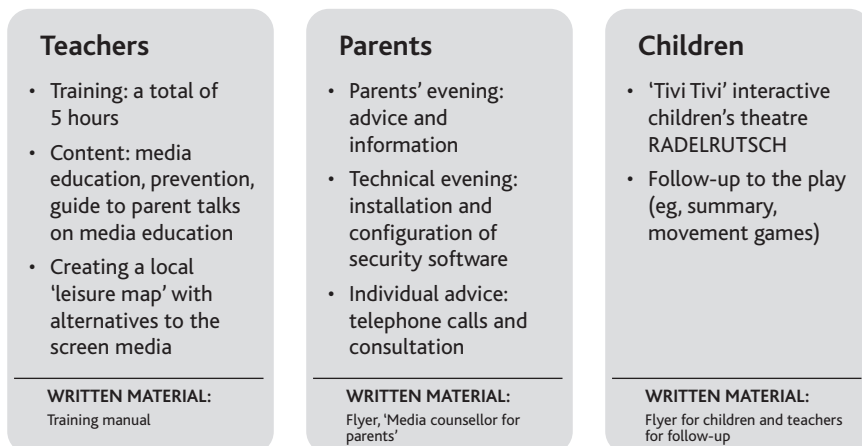 Teachers
• Training: a total of
5 hours
• Content: media
education, prevention,
guide to parent talks
on media education
• Creating a local
‘leisure map’ with
alternatives to the
screen media
WRITTEN MATERIAL:
Training manual
Parents
• Parents’ evening:
advice and
information
• Technical evening:
installation and
configuration of
security software
• Individual advice:
telephone calls and
consultation
WRITTEN MATERIAL:
Flyer, ‘Media counsellor for
parents’
Children
• ‘Tivi Tivi’ interactive
children’s theatre
RADELRUTSCH
• Follow-up to the play
(eg, summary,
movement games)
WRITTEN MATERIAL:
Flyer for children and teachers
for follow-up